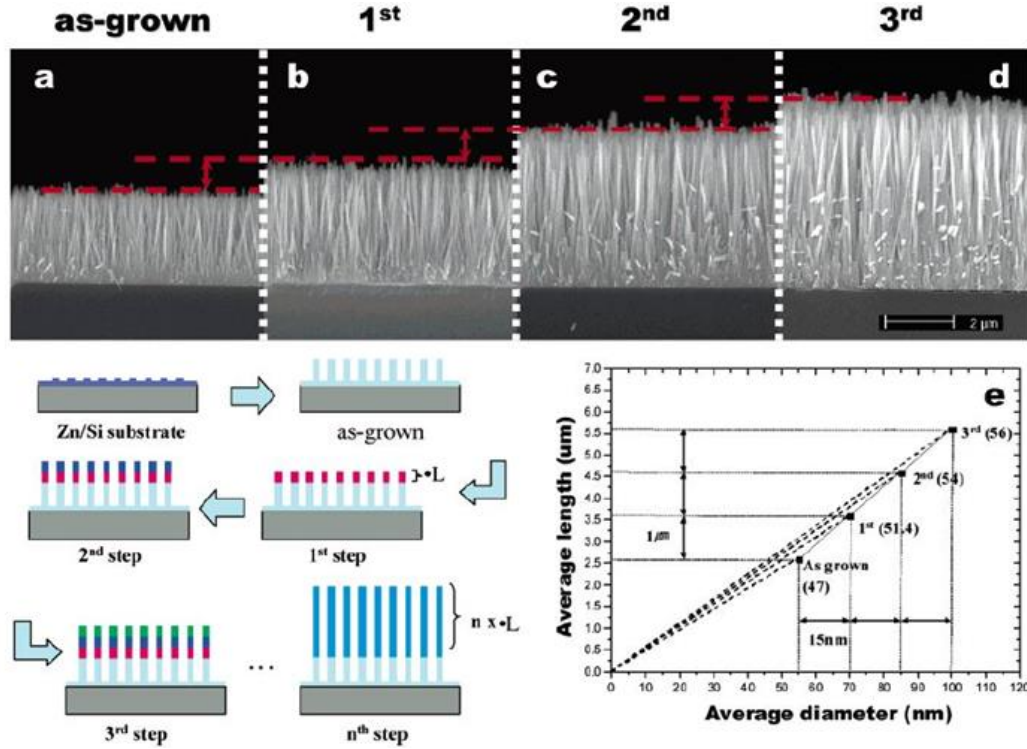 as-grown 1st 2nd 3rd
a b c d
2 μm
Zn/Si substrate
as-grown
•L
2nd step
1st step
n x •L
3rd step
...
nth step
e
Average length (um)
7.0
6.5
6.0
5.5
5.0
4.5
4.0
3.5
3.0
2.5
2.0
1.5
1.0
0.5
0.0
3rd (56)
2nd (54)
1st (51.4)
As grown
(47)
1㎛
15nm
0 10 20 30 40 50 60 70 80 90 100 110 120
Average diameter (nm)